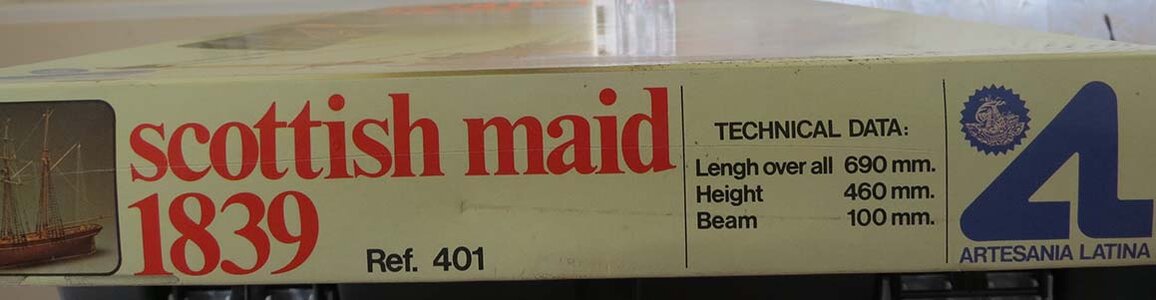 scottish maid
1839
Ref. 401
TECHNICAL DATA:
Lengh over all 690 mm.
Height 460 mm.
Beam 100 mm.
ARTESANIA LATINA